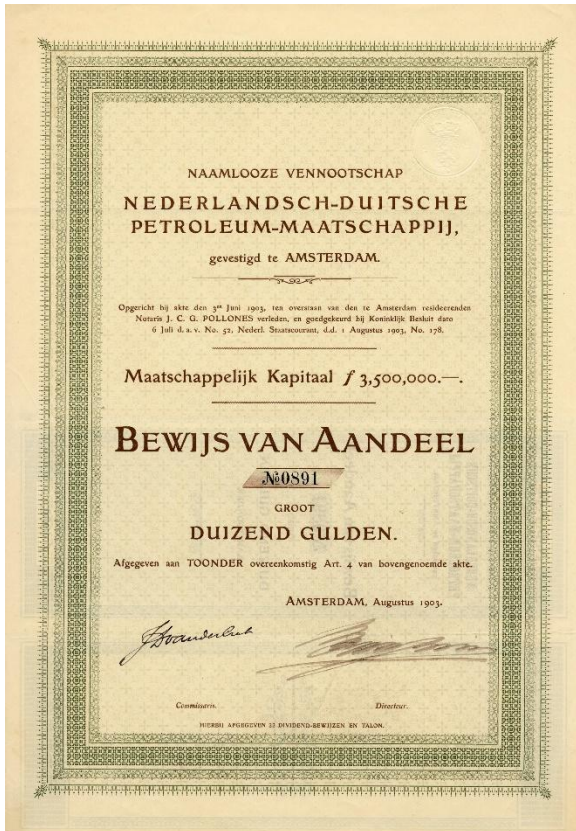 NAAMLOOZE VENNOOTSCHAP
NEDERLANDSCH-DUITSCHE
PETROLEUM-MAATSCHAPPIJ,
gevestigd te AMSTERDAM.
Opgericht bij akte den 3en Juni 1903, ten overstaan van den te Amsterdam resideerenden
Notaris J. C. G. POLLONES verleden, en goedgekeurd bij Koninklijk Besluit dato
6 Juli d. a. v. No. 52, Nederl. Staatscourant, d.d. 1 Augustus 1903, No. 178.
Maatschappelijk Kapitaal f 3,500,000.—.
BEWIJS VAN AANDEEL
No 0891
GROOT
DUIZEND GULDEN.
Afgegeven aan TOONDER overeenkomstig Art. 4 van bovengenoemde akte.
AMSTERDAM, Augustus 1903.
Commissaris. Directeur.
HIERBIJ AFGEGEVEN 33 DIVIDEND-BEWIJZEN EN TALON.